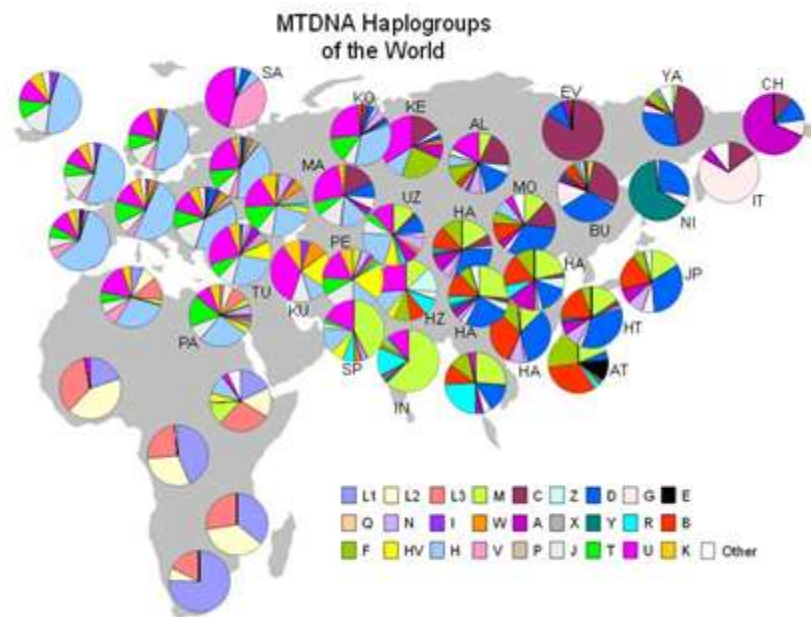 MTDNA Haplogroups
of the World
SA
KO
KE
AL
EV
YA
CH
MA
UZ
MO
BU
NI
IT
PE
HA
HA
JP
TU
KU
HZ
HA
HT
PA
SP
IN
HA
AT
L1 L2 L3 M C Z D G E
Q N I W A X Y R B
F HV H V P J T U K Other